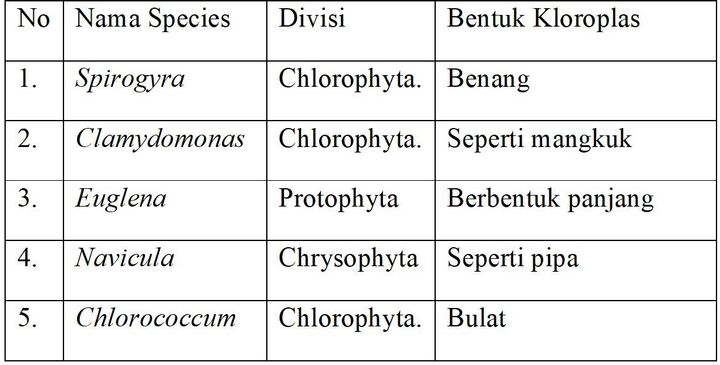 No Nama Species Divisi Bentuk Kloroplas
1. Spirogyra Chlorophyta. Benang
2. Clamydomonas Chlorophyta. Seperti mangkuk
3. Euglena Protophyta Berbentuk panjang
4. Navicula Chrysophyta Seperti pipa
5. Chlorococcum Chlorophyta. Bulat